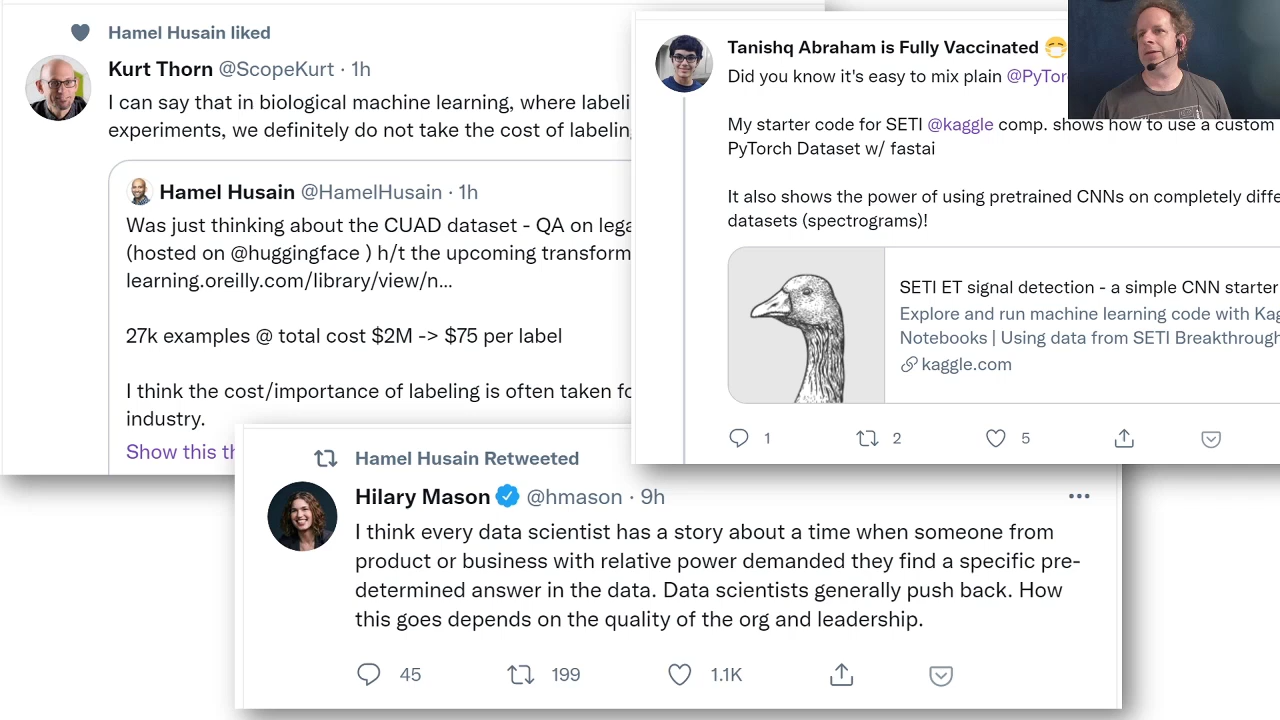 Hamel Husain liked
Kurt Thorn @ScopeKurt · 1h
I can say that in biological machine learning, where labeli
experiments, we definitely do not take the cost of labeling
Hamel Husain @HamelHusain · 1h
Was just thinking about the CUAD dataset - QA on lega
(hosted on @huggingface ) h/t the upcoming transform
learning.oreilly.com/library/view/n...
27k examples @ total cost $2M -> $75 per label
I think the cost/importance of labeling is often taken fo
industry.
Show this th
Tanishq Abraham is Fully Vaccinated 😷
Did you know it's easy to mix plain @PyTor
My starter code for SETI @kaggle comp. shows how to use a custom
PyTorch Dataset w/ fastai
It also shows the power of using pretrained CNNs on completely diffe
datasets (spectrograms)!
SETI ET signal detection - a simple CNN starter
Explore and run machine learning code with Kag
Notebooks | Using data from SETI Breakthrough
kaggle.com
1 2 5
Hamel Husain Retweeted
Hilary Mason @hmason · 9h
I think every data scientist has a story about a time when someone from
product or business with relative power demanded they find a specific pre-
determined answer in the data. Data scientists generally push back. How
this goes depends on the quality of the org and leadership.
45 199 1.1K